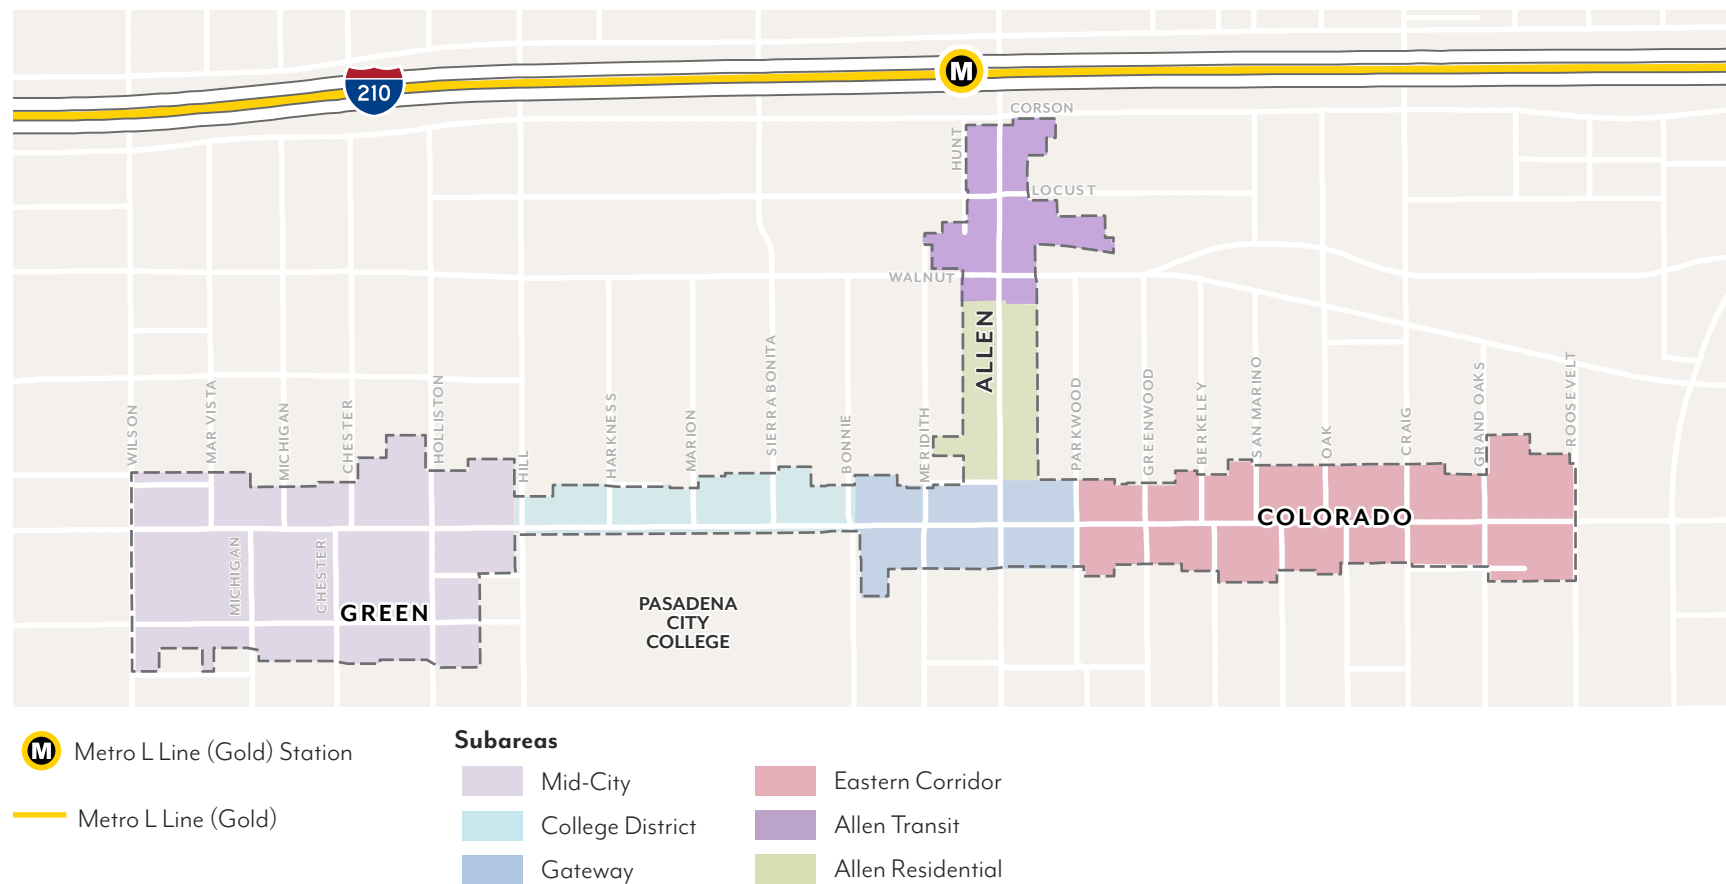 M
210
CORSON
HUNT
LOCUST
WALNUT
ALLEN
WILSON
MAR VISTA
MICHIGAN
CHESTER
HOLLISTON
HILL
HARKNESS
MARION
SIERRA BONITA
BONNIE
MERIDITH
PARKWOOD
GREENWOOD
BERKELEY
SAN MARINO
OAK
CRAIG
GRAND OAKS
ROOSEVELT
COLORADO
MICHIGAN
CHESTER
GREEN
PASADENA
CITY
COLLEGE
M Metro L Line (Gold) Station
Metro L Line (Gold)
Subareas
Mid-City
College District
Gateway
Eastern Corridor
Allen Transit
Allen Residential